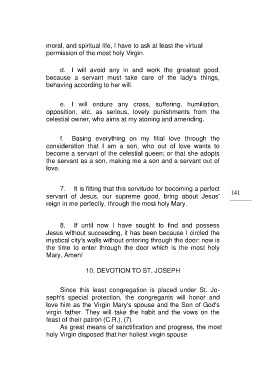 moral, and spiritual life, i have to ask at least the virtual
permission of the most holy Virgin.
d. I will avoid any in and work the greatest good,
because a servant must take care of the lady's things,
behaving according to her will.
e. I will endure any cross, suffering, humiliation,
opposition, etc. as serious, lovely punishments from the
celestial owner, who aims at my atoning and amending.
f. Basing everything on my filial love through the
consideration that I am a son, who out of love wants to
become a servant of the celestial queen; or that she adopts
the servant as a son, making me a son and a servant out of
love.
7. It is fitting that this servitude for becoming a perfect
servant of Jesus, our supreme good, bring about Jesus'
reign in me perfectly, through the most holy Mary.
141
8. If until now I have sought to find and possess
Jesus without succeeding, it has been because I circled the
mystical city's walls without entering through the door: now is
the time to enter through the door which is the most holy
Mary. Amen!
10. DEVOTION TO ST. JOSEPH
Since this least congregation is placed under St. Jo-
seph's special protection, the congregants will honor and
love him as the Virgin Mary's spouse and the Son of God's
virgin father. They will take the habit and the vows on the
feast of their patron (C.R.). (7)
As great means of sanctification and progress, the most
holy Virgin disposed that her holiest virgin spouse